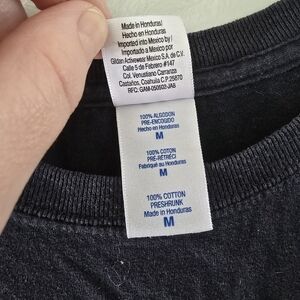 Made in Honduras/
Hecho en Honduras
Imported into Mexico by/
Importado a Mexico por
Gildan Activewear Mexico S.A. de C.V.
Calle 5 de Febrero #147
Col. Venustiano Carranza
Castaños, Coahuila C.P. 25870
RFC: GAM-050602-JA8
100% ALGODON
PRE-ENCOGIDO
Hecho en Honduras
M
100% COTON
PRÉ-RÉTRÉCI
Fabriqué au Honduras
M
100% COTTON
PRESHRUNK
Made in Honduras
M